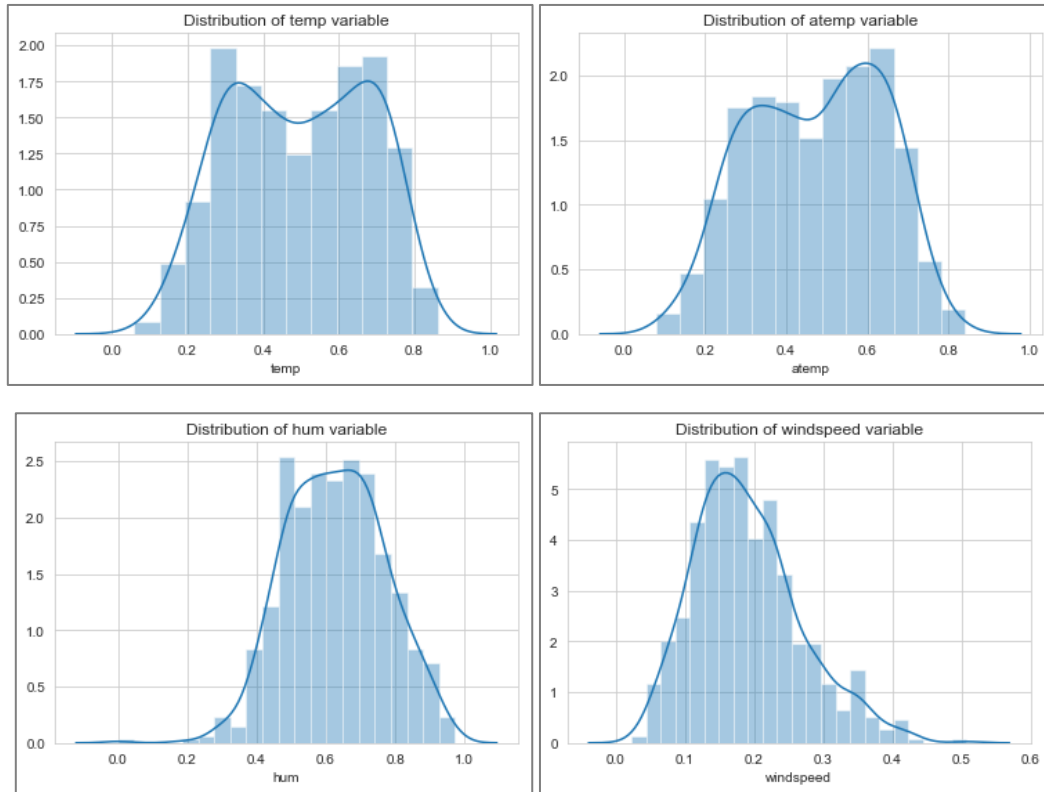 Distribution of temp variable
2.00
1.75
1.50
1.25
1.00
0.75
0.50
0.25
0.00
0.0 0.2 0.4 0.6 0.8 1.0
temp
Distribution of atemp variable
2.0
1.5
1.0
0.5
0.0
0.0 0.2 0.4 0.6 0.8 1.0
atemp
Distribution of hum variable
2.5
2.0
1.5
1.0
0.5
0.0
0.0 0.2 0.4 0.6 0.8 1.0
hum
Distribution of windspeed variable
5
4
3
2
1
0
0.0 0.1 0.2 0.3 0.4 0.5 0.6
windspeed